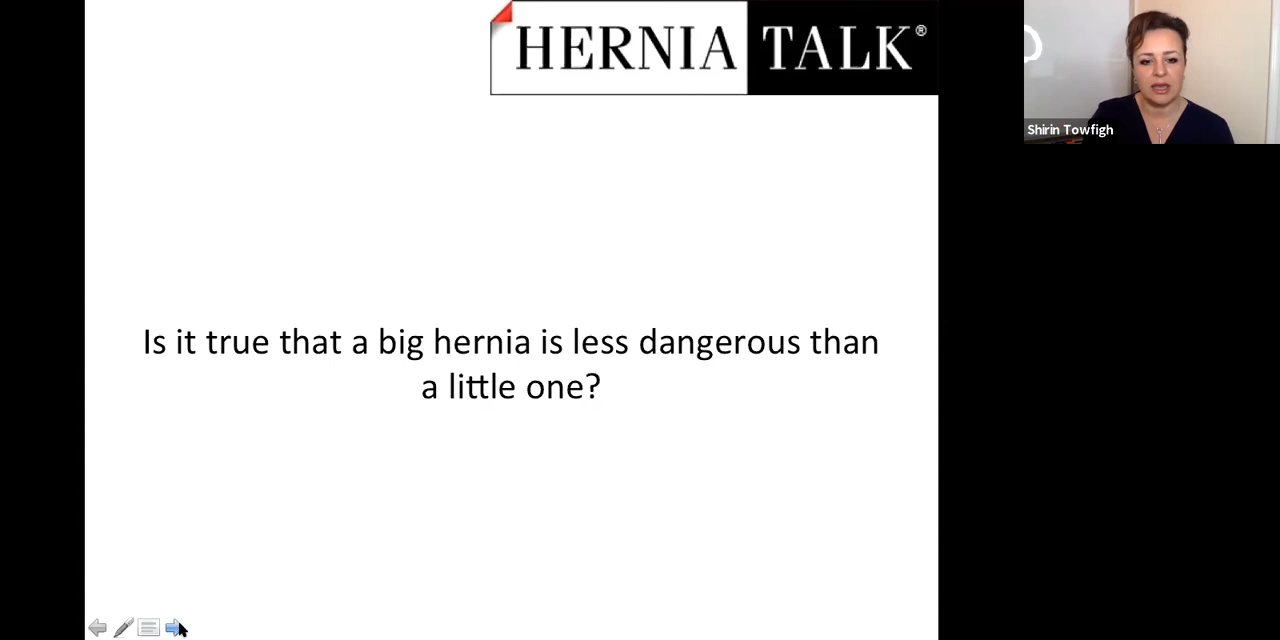 HERNIA TALK®
Shirin Towfigh
Is it true that a big hernia is less dangerous than
a little one?